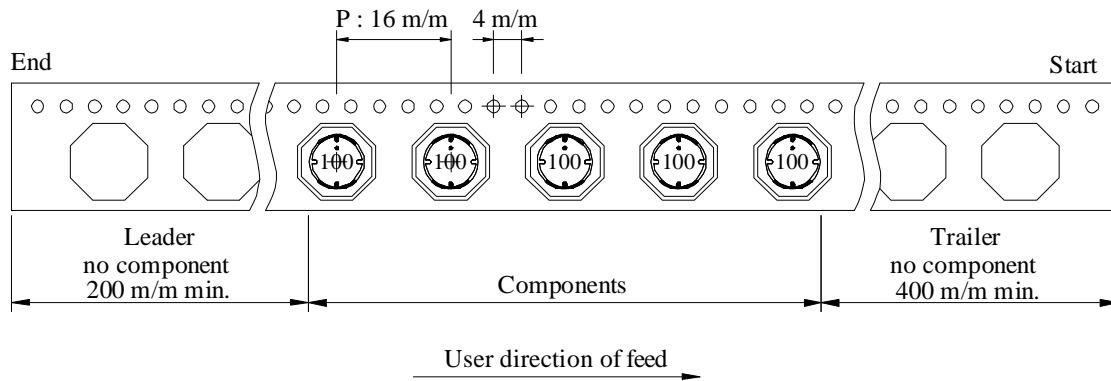 P : 16 m/m
4 m/m
End
Start
100 100 100 100 100
Leader
no component
200 m/m min.
Components
Trailer
no component
400 m/m min.
User direction of feed